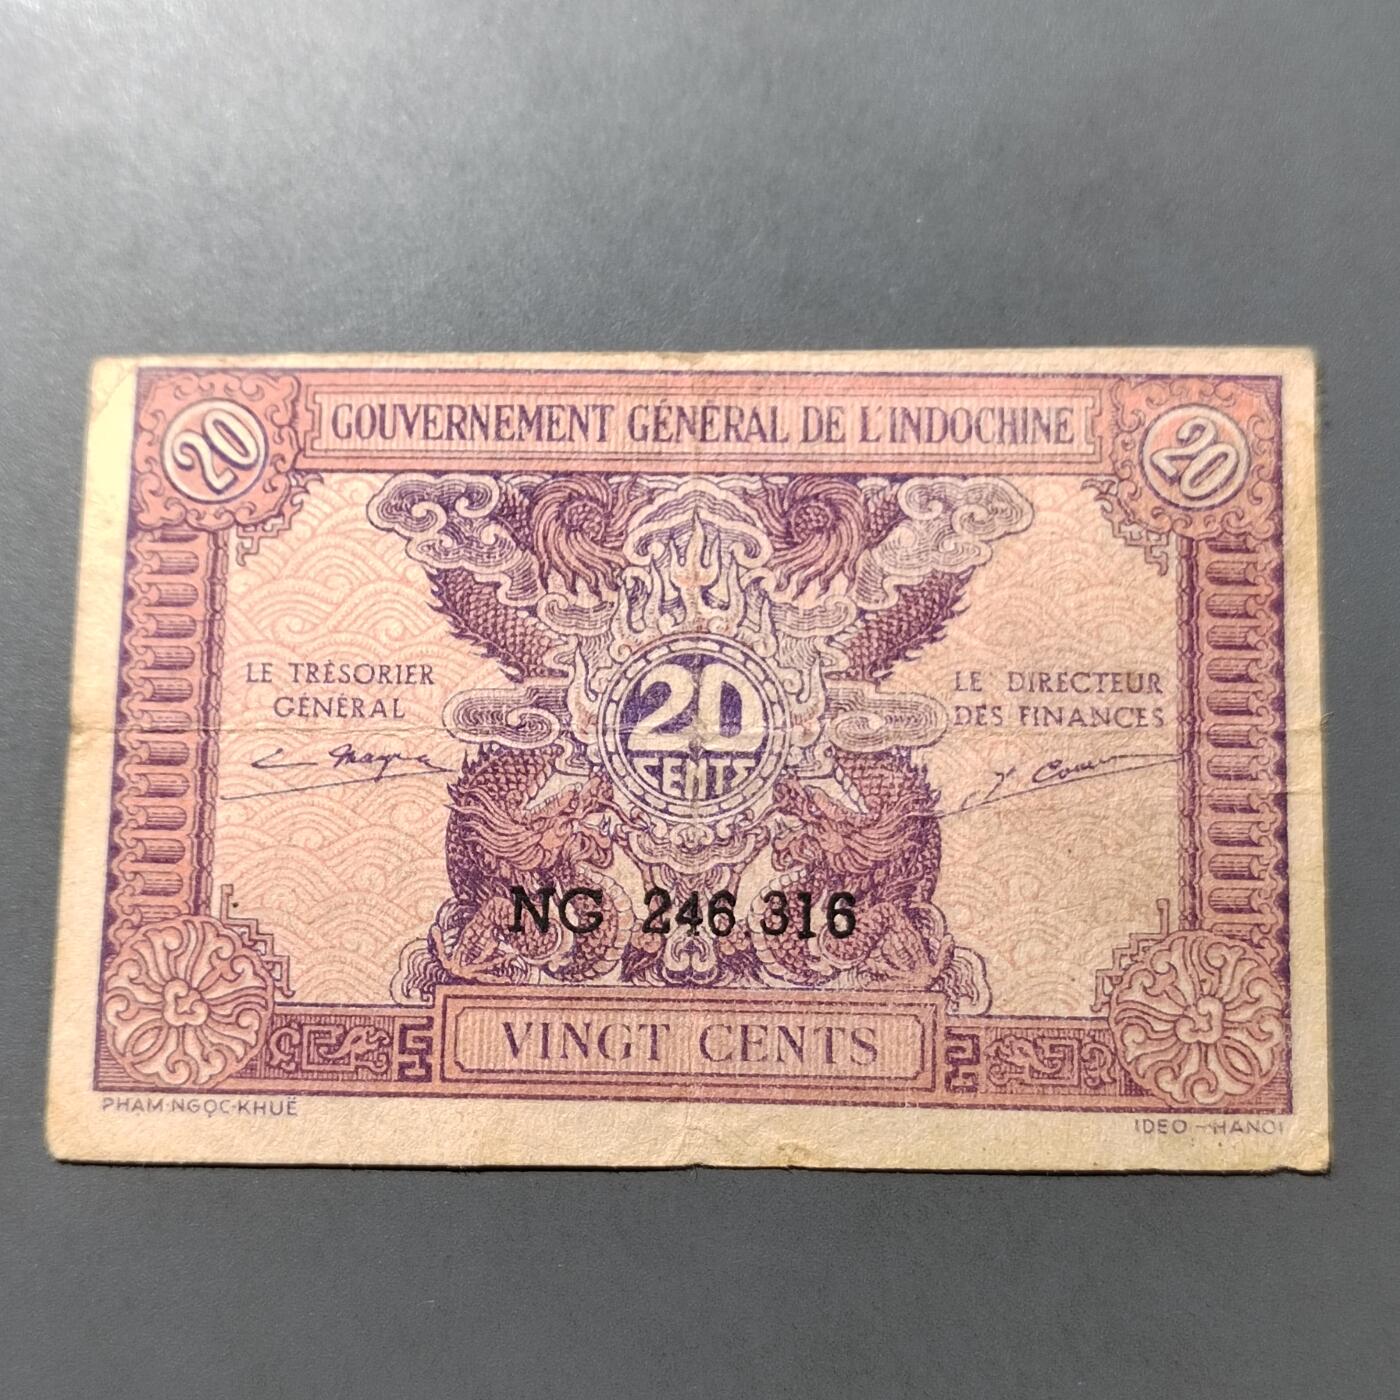 20 GOUVERNEMENT GÉNÉRAL DE L'INDOCHINE 20
LE TRÉSORIER
GÉNÉRAL
20
CENTS
LE DIRECTEUR
DES FINANCES
NG 246.316
VINGT CENTS
PHAM-NGỌC-KHUÊ
IDEO - HANOI